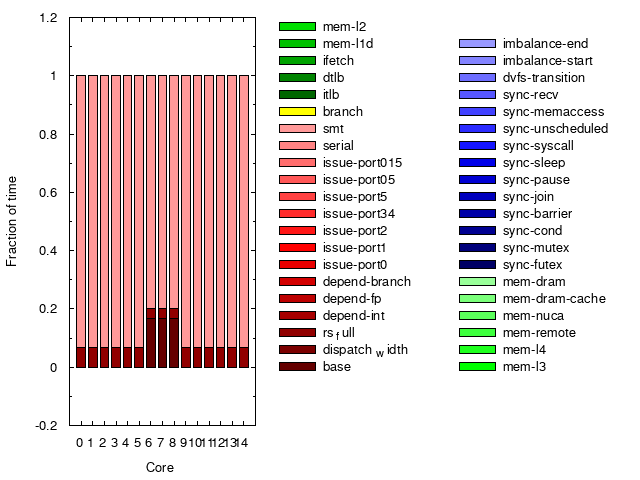 1.2
1
0.8
0.6
0.4
0.2
0
-0.2
Fraction of time
0 1 2 3 4 5 6 7 8 9 10 11 12 13 14
Core
mem-l2
mem-l1d
ifetch
dtlb
itlb
branch
smt
serial
issue-port015
issue-port05
issue-port5
issue-port34
issue-port2
issue-port1
issue-port0
depend-branch
depend-fp
depend-int
rs_full
dispatch_width
base
imbalance-end
imbalance-start
dvfs-transition
sync-recv
sync-memaccess
sync-unscheduled
sync-syscall
sync-sleep
sync-pause
sync-join
sync-barrier
sync-cond
sync-mutex
sync-futex
mem-dram
mem-dram-cache
mem-nuca
mem-remote
mem-l4
mem-l3